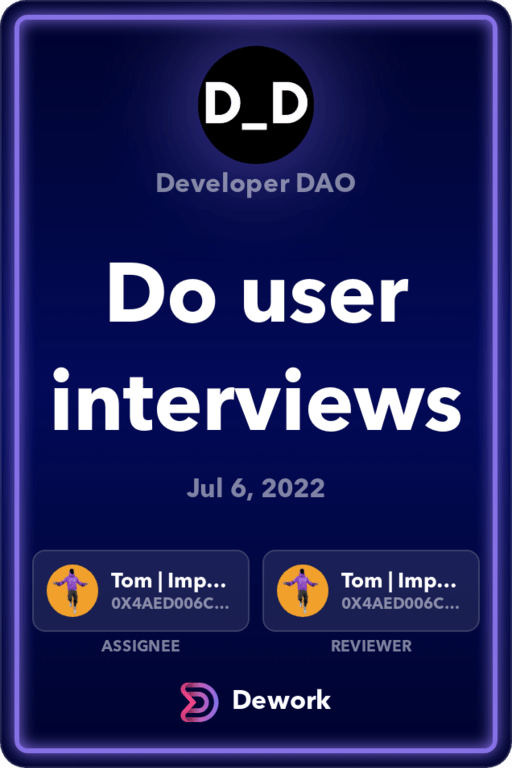 D_D
Developer DAO
Do user
interviews
Jul 6, 2022
Tom | Imp...
0X4AED006C...
ASSIGNEE
Tom | Imp...
0X4AED006C...
REVIEWER
Dework